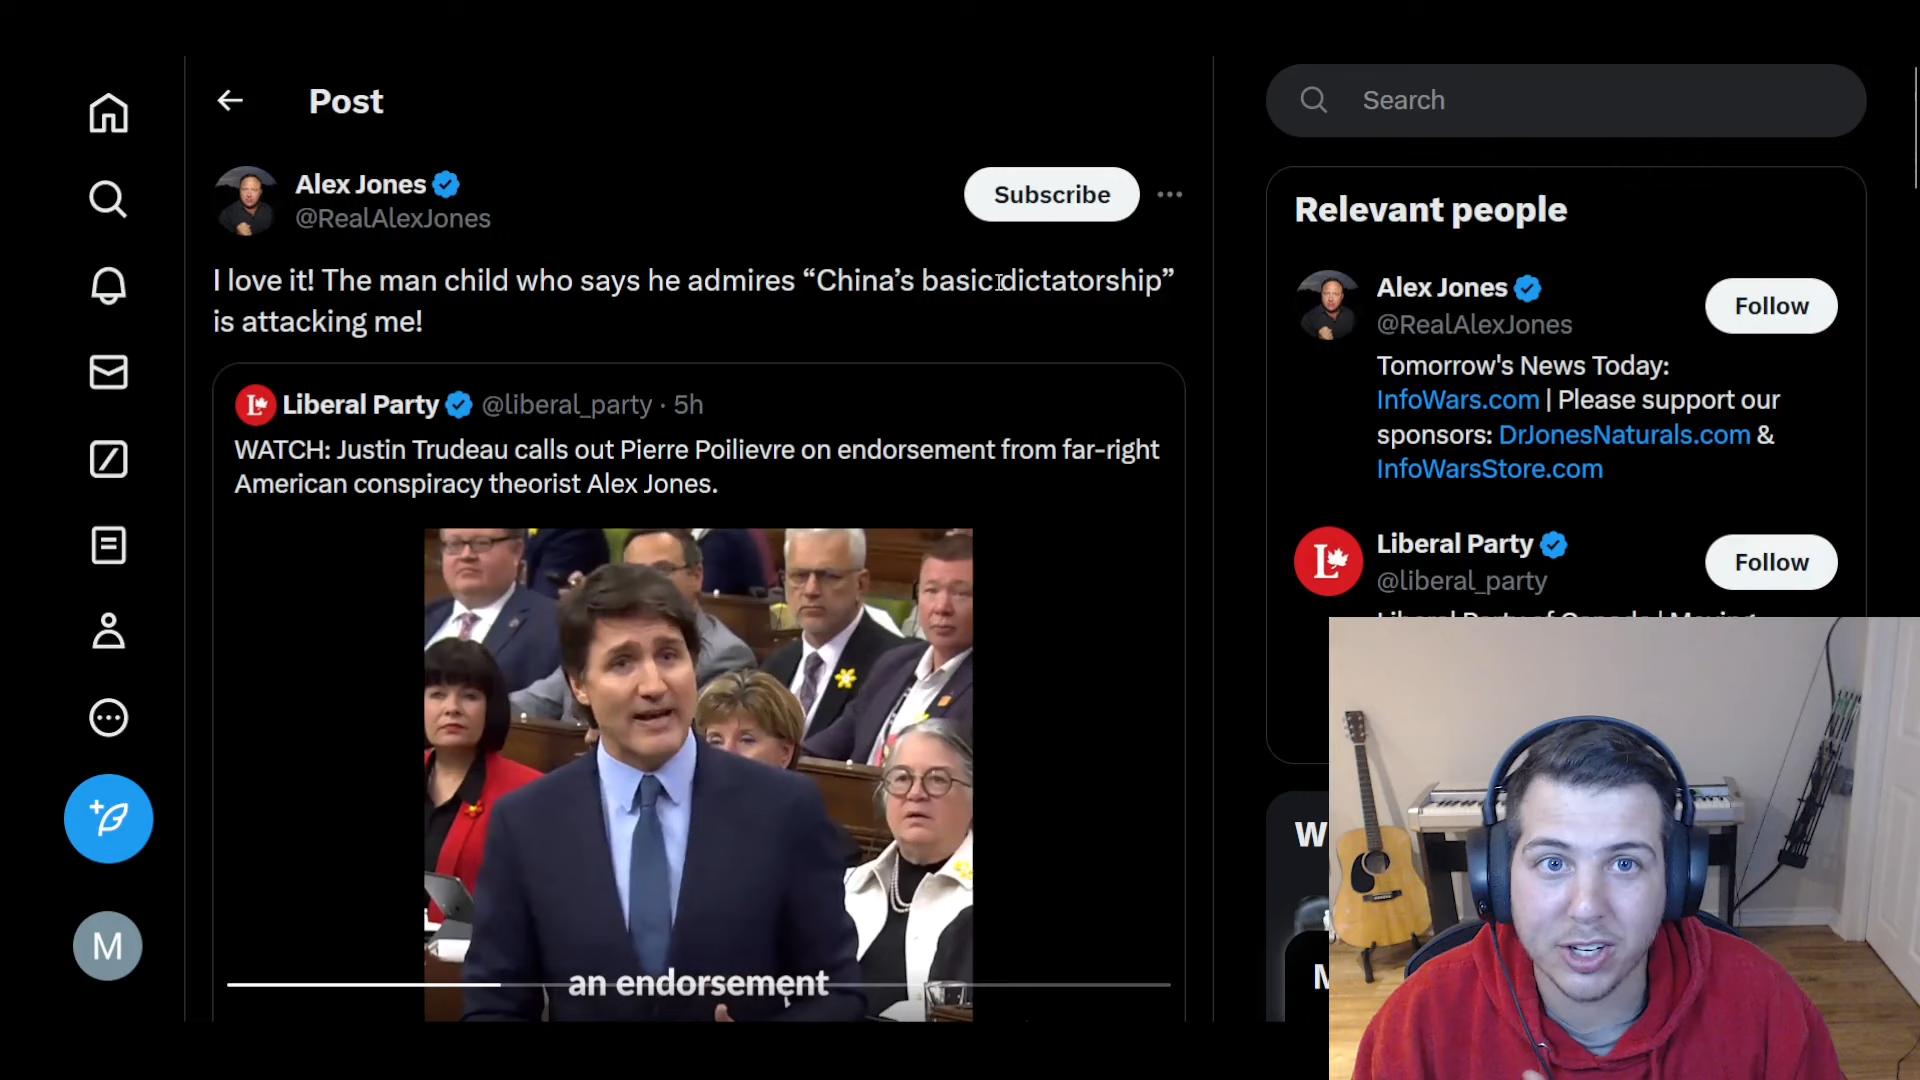 Post
Alex Jones
@RealAlexJones
Subscribe
I love it! The man child who says he admires “China’s basic dictatorship”
is attacking me!
Liberal Party @liberal_party · 5h
WATCH: Justin Trudeau calls out Pierre Poilievre on endorsement from far-right
American conspiracy theorist Alex Jones.
an endorsement
M
Search
Relevant people
Alex Jones
@RealAlexJones
Follow
Tomorrow's News Today:
InfoWars.com | Please support our
sponsors: DrJonesNaturals.com &
InfoWarsStore.com
Liberal Party
@liberal_party
Follow